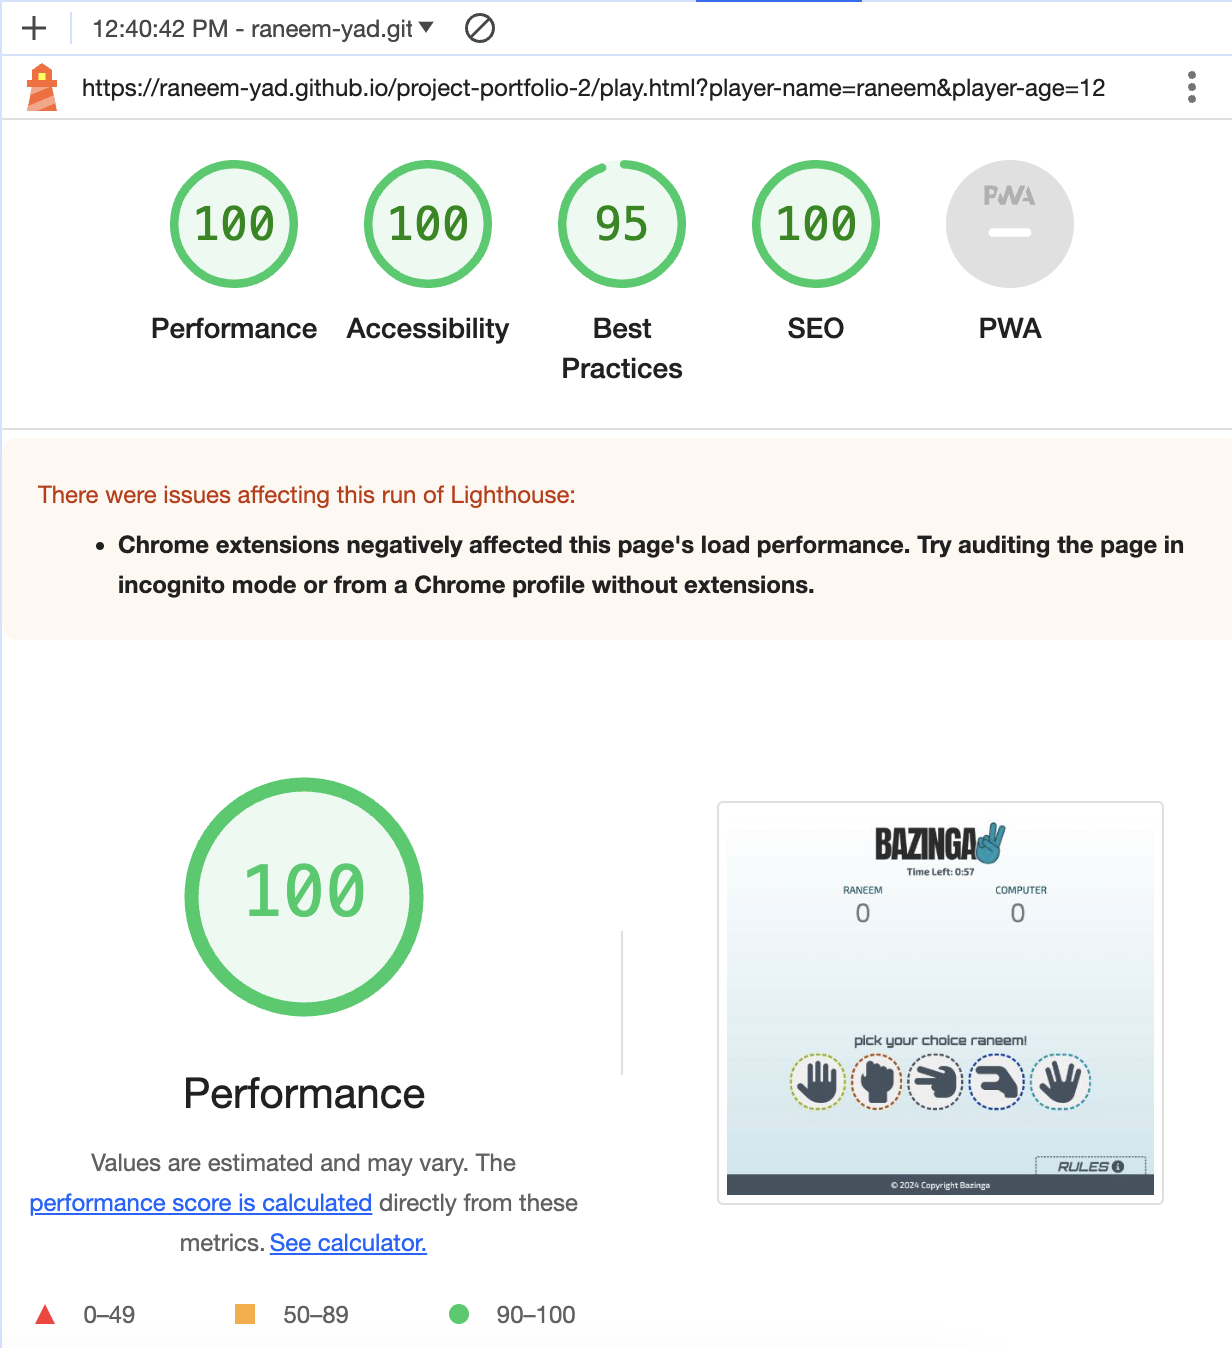 12:40:42 PM - raneem-yad.git
https://raneem-yad.github.io/project-portfolio-2/play.html?player-name=raneem&player-age=12
100
100
95
100
PWA
Performance
Accessibility
Best
Practices
SEO
PWA
There were issues affecting this run of Lighthouse:
• Chrome extensions negatively affected this page's load performance. Try auditing the page in
incognito mode or from a Chrome profile without extensions.
100
Performance
Values are estimated and may vary. The
performance score is calculated directly from these
metrics. See calculator.
0–49
50–89
90–100
BAZINGA
Time Left: 0:57
RANEEM
COMPUTER
0
0
pick your choice raneem!
RULES
© 2024 Copyright Bazinga